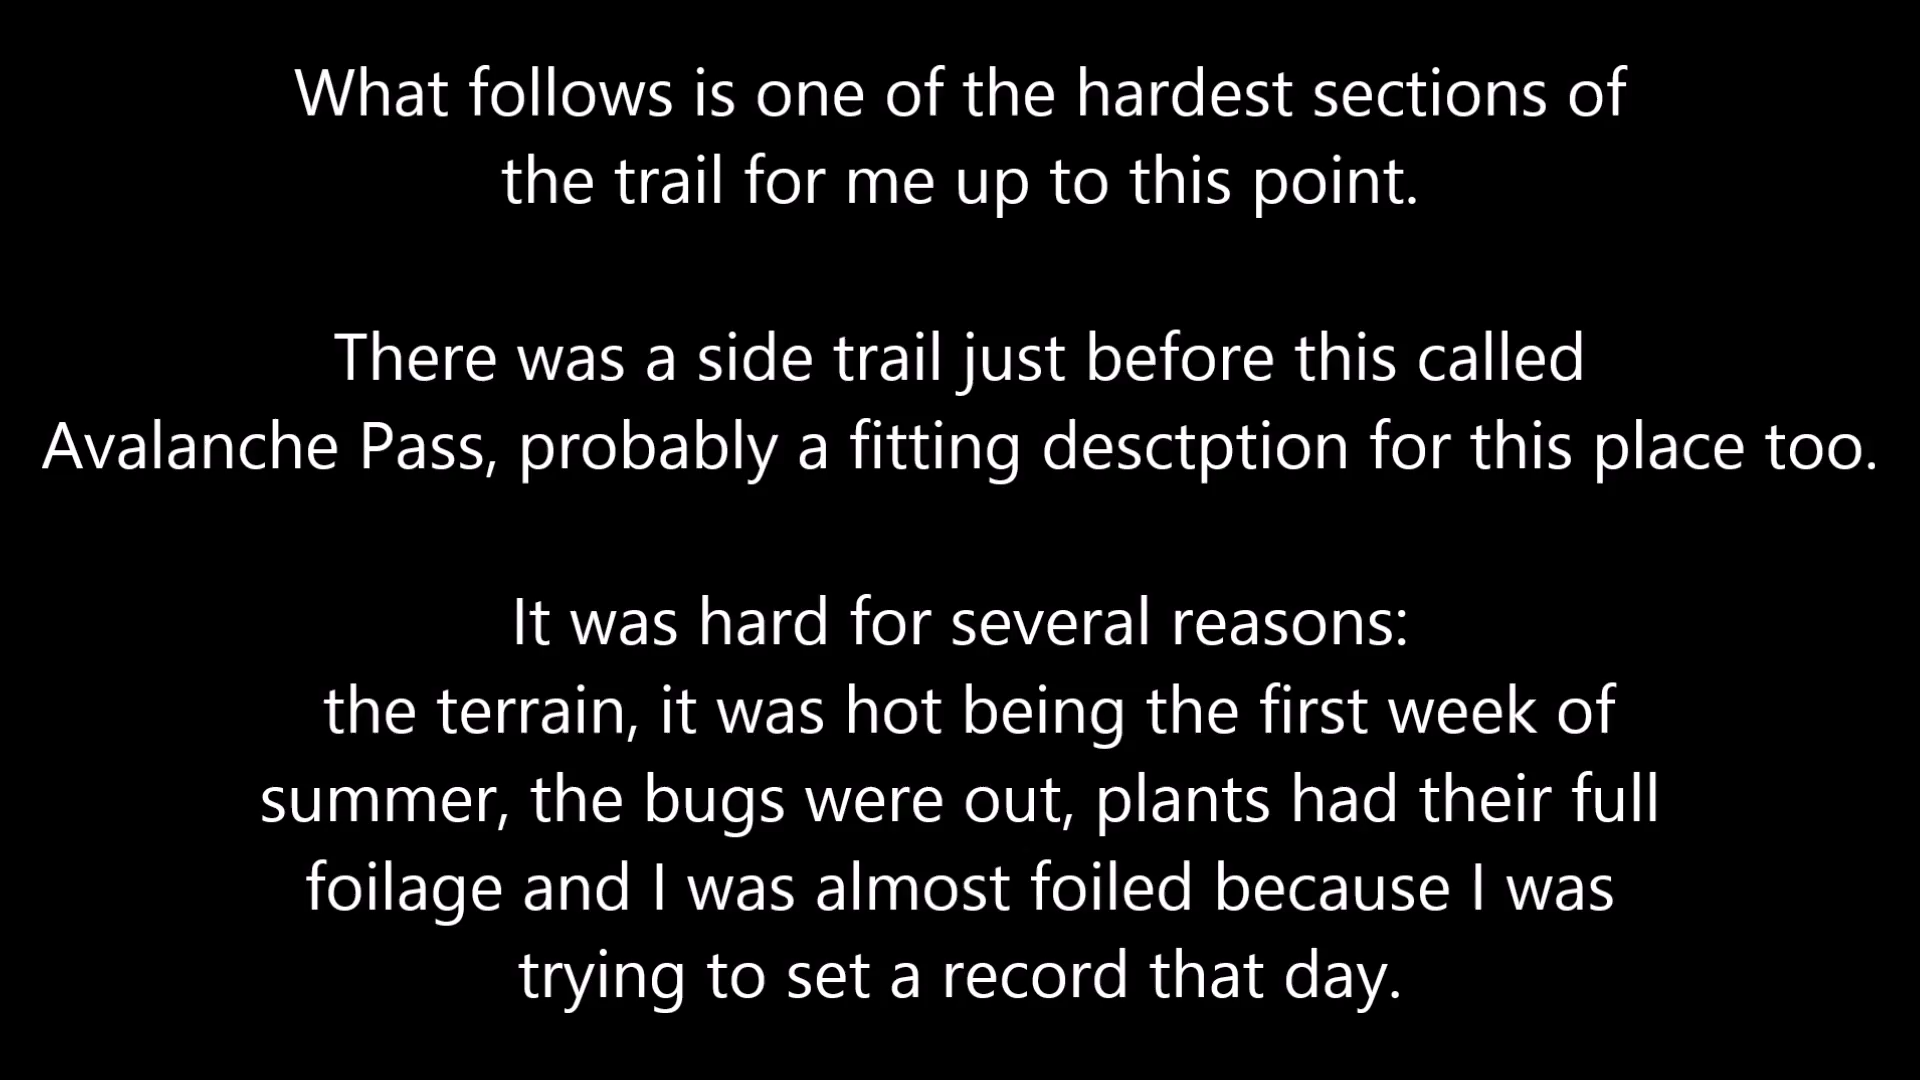 What follows is one of the hardest sections of
the trail for me up to this point.
There was a side trail just before this called
Avalanche Pass, probably a fitting desctption for this place too.
It was hard for several reasons:
the terrain, it was hot being the first week of
summer, the bugs were out, plants had their full
foilage and I was almost foiled because I was
trying to set a record that day.